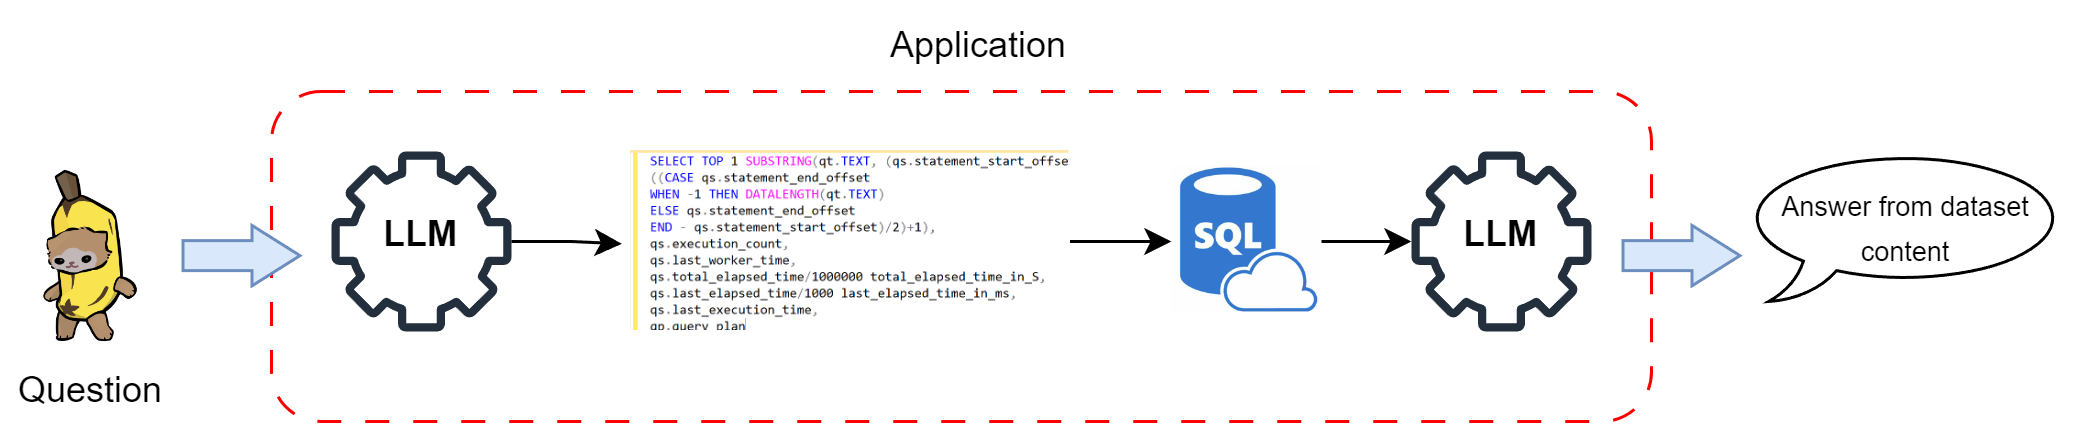 Application
Question
LLM
SELECT TOP 1 SUBSTRING(qt.TEXT, (qs.statement_start_offse
((CASE qs.statement_end_offset
WHEN -1 THEN DATALENGTH(qt.TEXT)
ELSE qs.statement_end_offset
END - qs.statement_start_offset)/2)+1),
qs.execution_count,
qs.last_worker_time,
qs.total_elapsed_time/1000000 total_elapsed_time_in_S,
qs.last_elapsed_time/1000 last_elapsed_time_in_ms,
qs.last_execution_time,
qp.query_plan
SQL
LLM
Answer from dataset
content